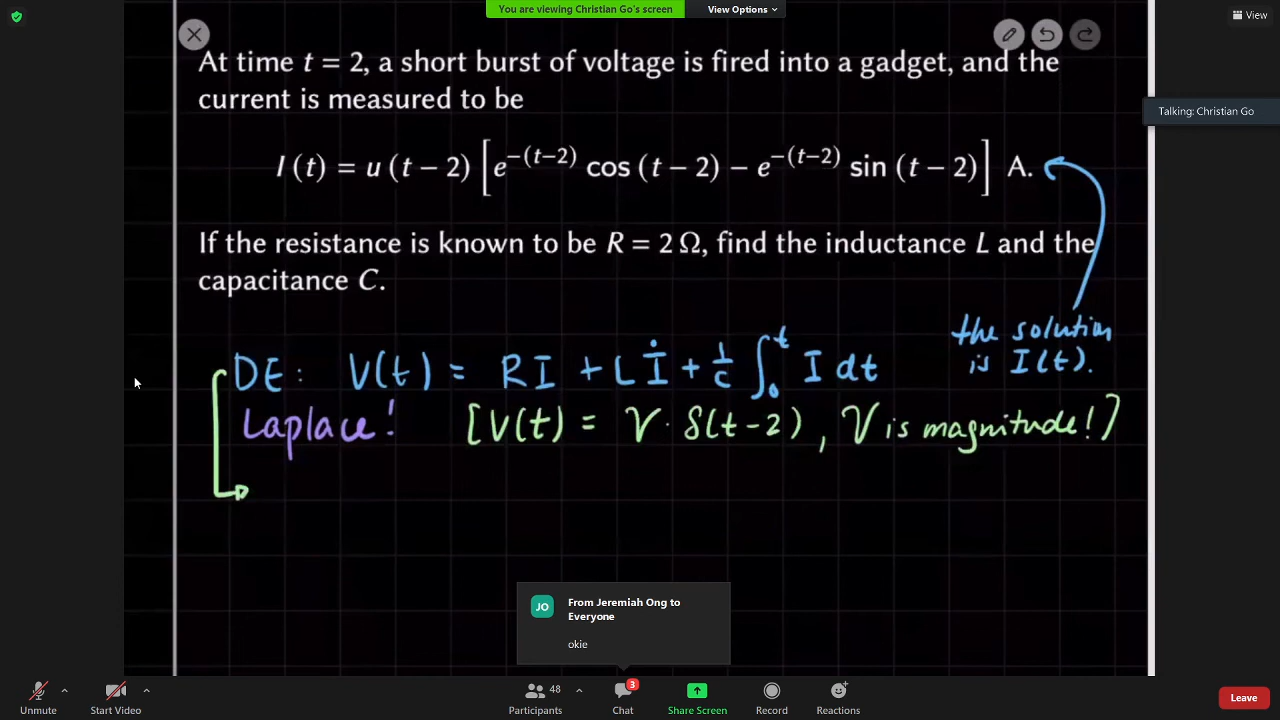 You are viewing Christian Go's screen
View Options
View
Talking: Christian Go
At time t = 2, a short burst of voltage is fired into a gadget, and the
current is measured to be
I (t) = u (t − 2) [e^−(t−2) cos (t − 2) − e^−(t−2) sin (t − 2)] A.
If the resistance is known to be R = 2 Ω, find the inductance L and the
capacitance C.
the solution
is I(t).
DE: V(t) = RI + Lİ + 1/C ∫₀ᵗ I dt
Laplace! [V(t) = 𝒱 · δ(t−2), 𝒱 is magnitude!]
JO
From Jeremiah Ong to
Everyone
okie
Unmute
Start Video
48
Participants
3
Chat
Share Screen
Record
Reactions
Leave